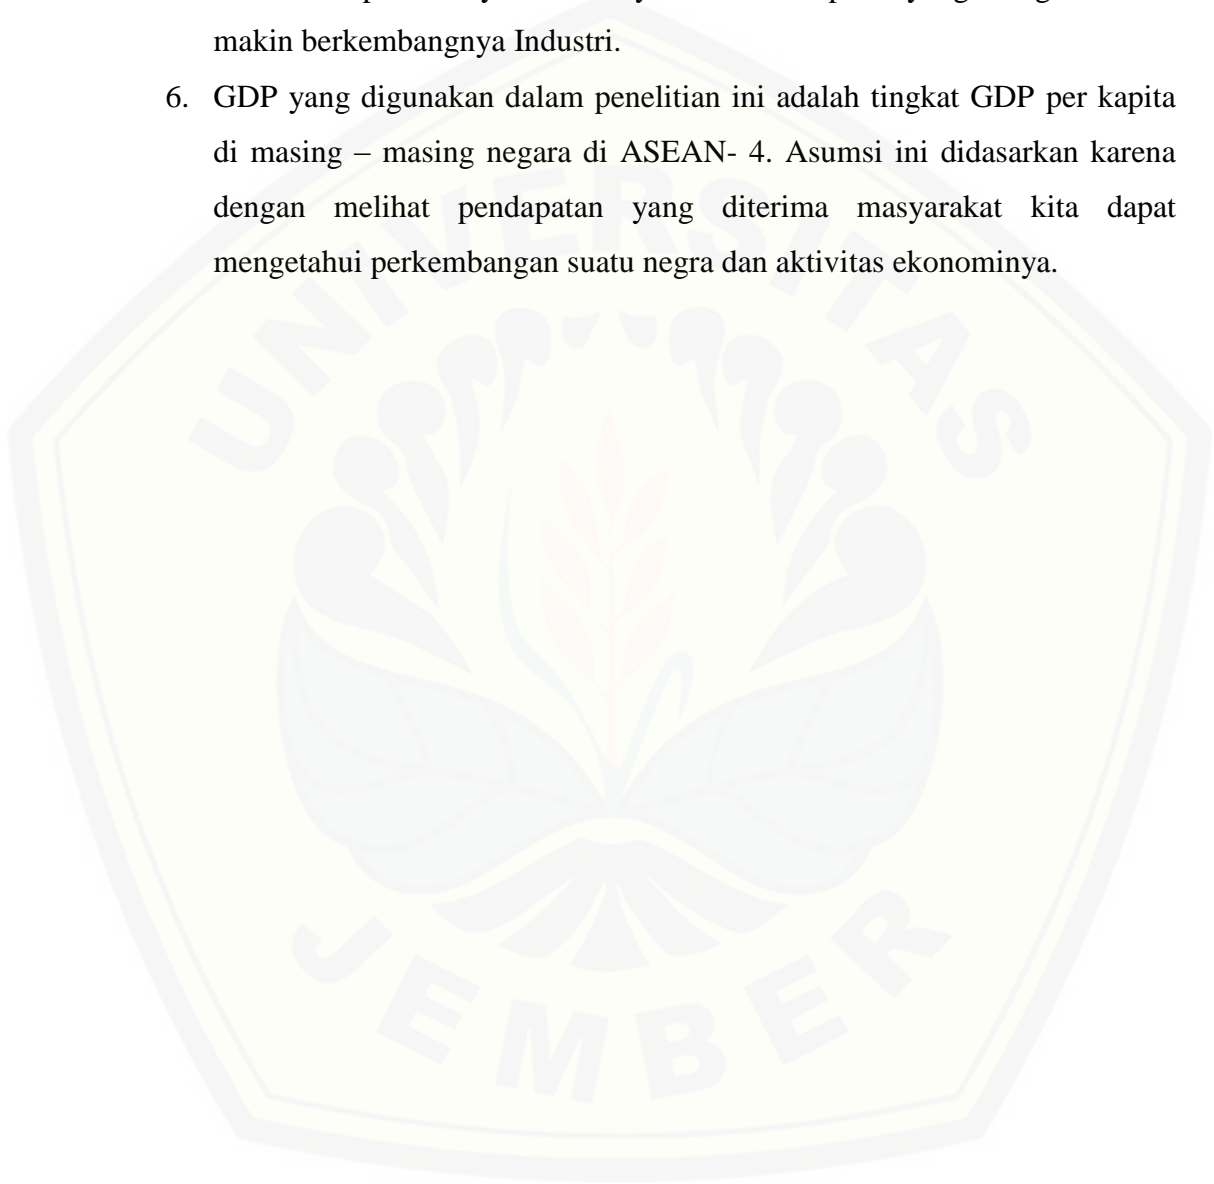 makin berkembangnya Industri.
6. GDP yang digunakan dalam penelitian ini adalah tingkat GDP per kapita
di masing – masing negara di ASEAN- 4. Asumsi ini didasarkan karena
dengan melihat pendapatan yang diterima masyarakat kita dapat
mengetahui perkembangan suatu negra dan aktivitas ekonominya.
UNIVERSITAS
JEMBER